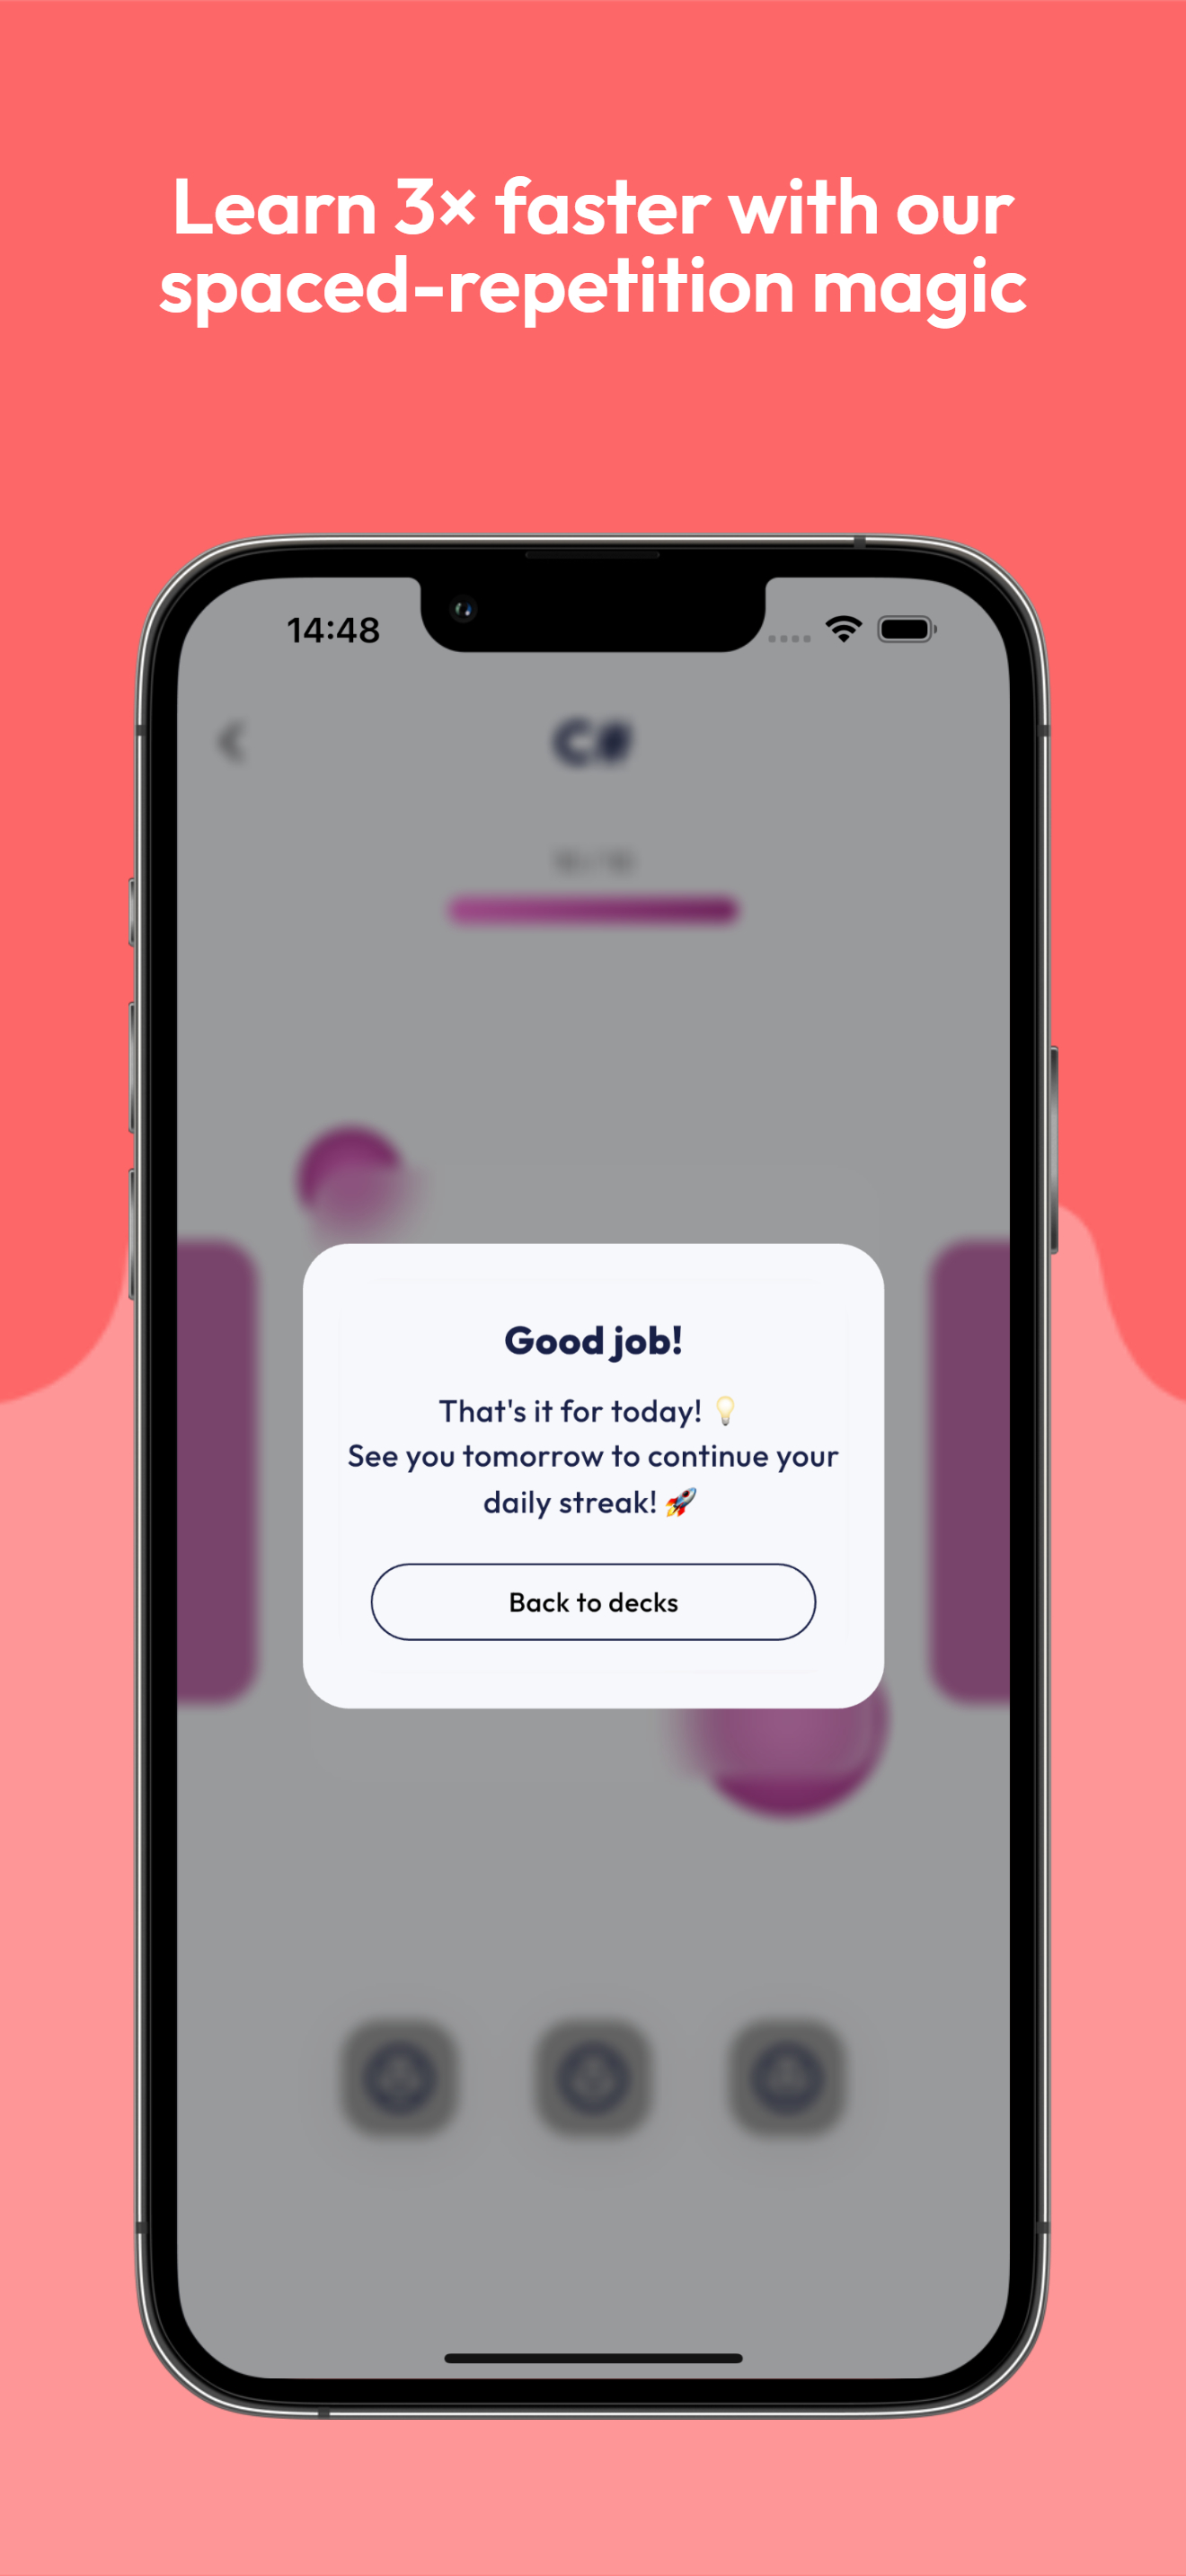 Learn 3× faster with our
spaced-repetition magic
14:48
Good job!
That's it for today! 💡
See you tomorrow to continue your
daily streak! 🚀
Back to decks